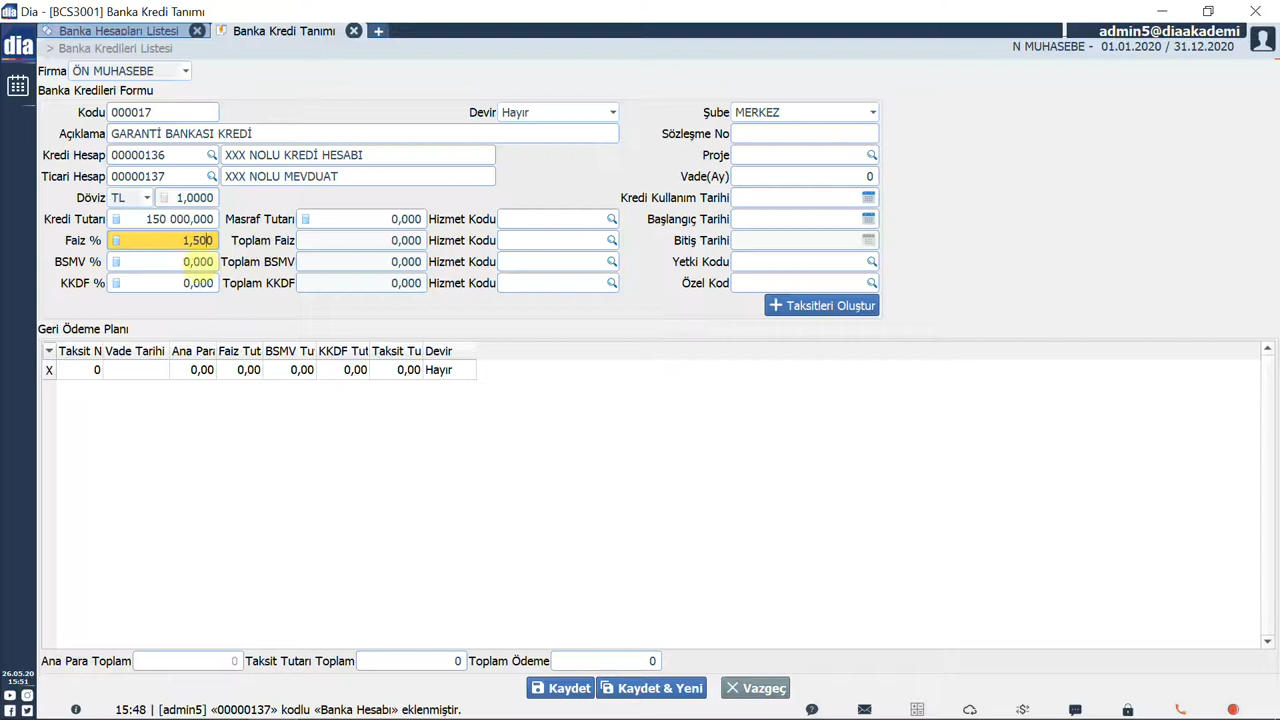 Dia - [BCS3001] Banka Kredi Tanımı
dia
Banka Hesapları Listesi
Banka Kredi Tanımı
admin5@diaakademi
> Banka Kredileri Listesi
N MUHASEBE - 01.01.2020 / 31.12.2020
Firma ÖN MUHASEBE
Banka Kredileri Formu
Kodu 000017 Devir Hayır Şube MERKEZ
Açıklama GARANTİ BANKASI KREDİ Sözleşme No
Kredi Hesap 00000136 XXX NOLU KREDİ HESABI Proje
Ticari Hesap 00000137 XXX NOLU MEVDUAT Vade(Ay) 0
Döviz TL 1,0000 Kredi Kullanım Tarihi
Kredi Tutarı 150 000,000 Masraf Tutarı 0,000 Hizmet Kodu Başlangıç Tarihi
Faiz % 1,500 Toplam Faiz 0,000 Hizmet Kodu Bitiş Tarihi
BSMV % 0,000 Toplam BSMV 0,000 Hizmet Kodu Yetki Kodu
KKDF % 0,000 Toplam KKDF 0,000 Hizmet Kodu Özel Kod
+ Taksitleri Oluştur
Geri Ödeme Planı
Taksit N Vade Tarihi Ana Para Faiz Tut BSMV Tu KKDF Tut Taksit Tu Devir
X 0 0,00 0,00 0,00 0,00 0,00 Hayır
Ana Para Toplam 0 Taksit Tutarı Toplam 0 Toplam Ödeme 0
26.05.20
15:51
Kaydet Kaydet & Yeni Vazgeç
15:48 | [admin5] «00000137» kodlu «Banka Hesabı» eklenmiştir.